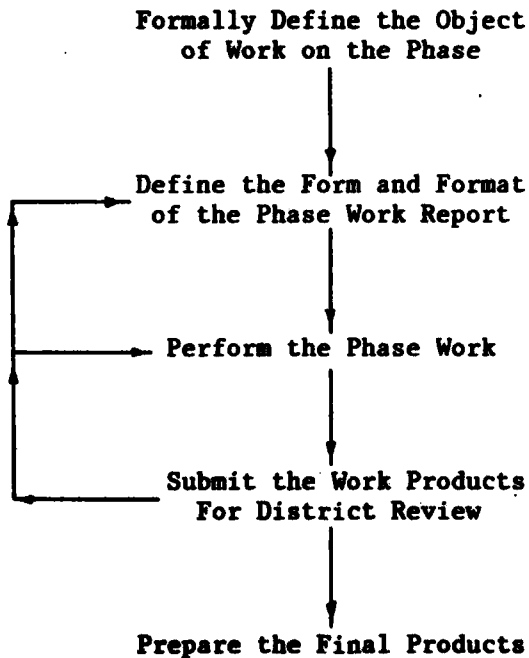 Formally Define the Object
of Work on the Phase
Define the Form and Format
of the Phase Work Report
Perform the Phase Work
Submit the Work Products
For District Review
Prepare the Final Products